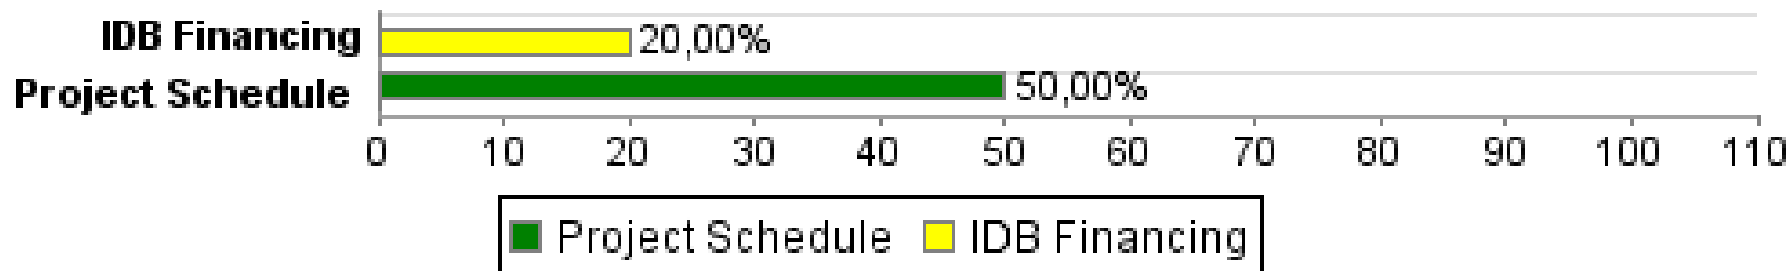 IDB Financing 20,00%
Project Schedule 50,00%
0 10 20 30 40 50 60 70 80 90 100 110
Project Schedule IDB Financing